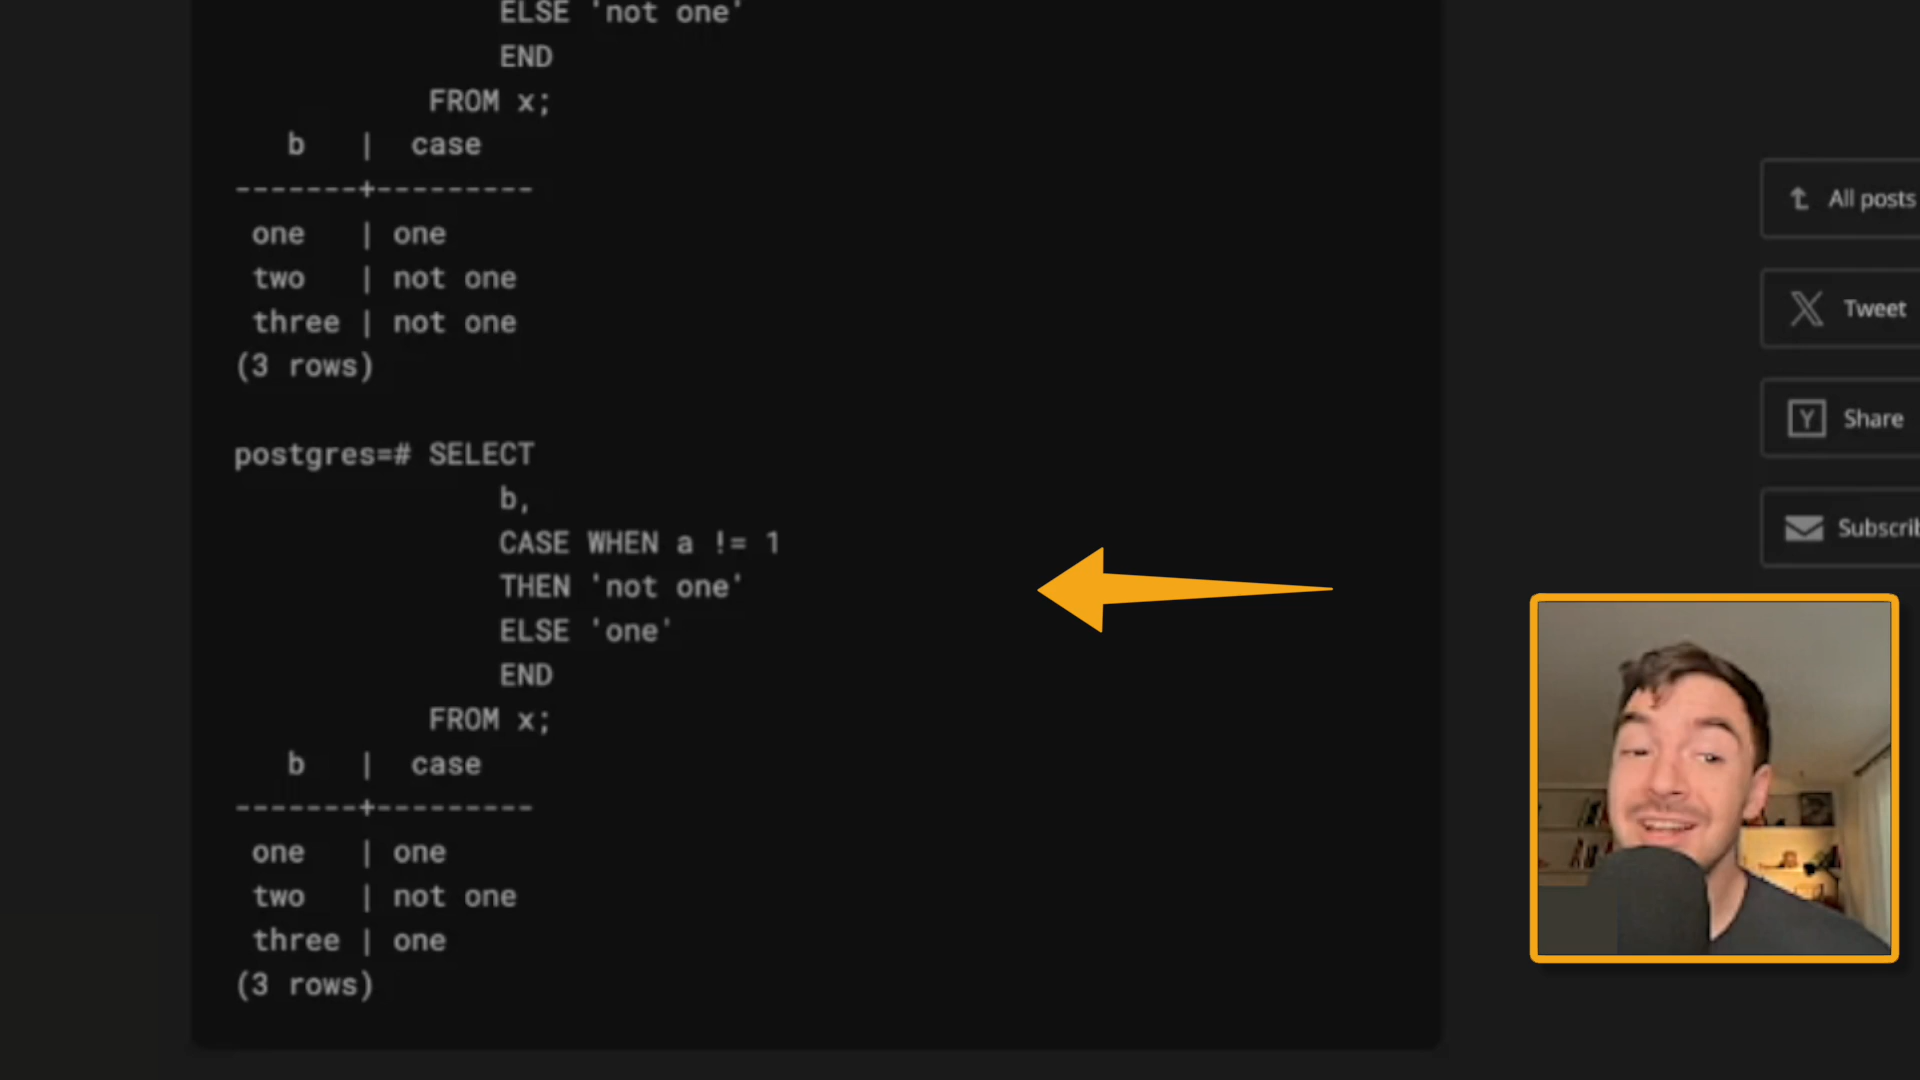 ELSE 'not one'
END
FROM x;
b | case
-------+---------
one | one
two | not one
three | not one
(3 rows)
postgres=# SELECT
b,
CASE WHEN a != 1
THEN 'not one'
ELSE 'one'
END
FROM x;
b | case
-------+---------
one | one
two | not one
three | one
(3 rows)
All posts
Tweet
Y Share
Subscrib